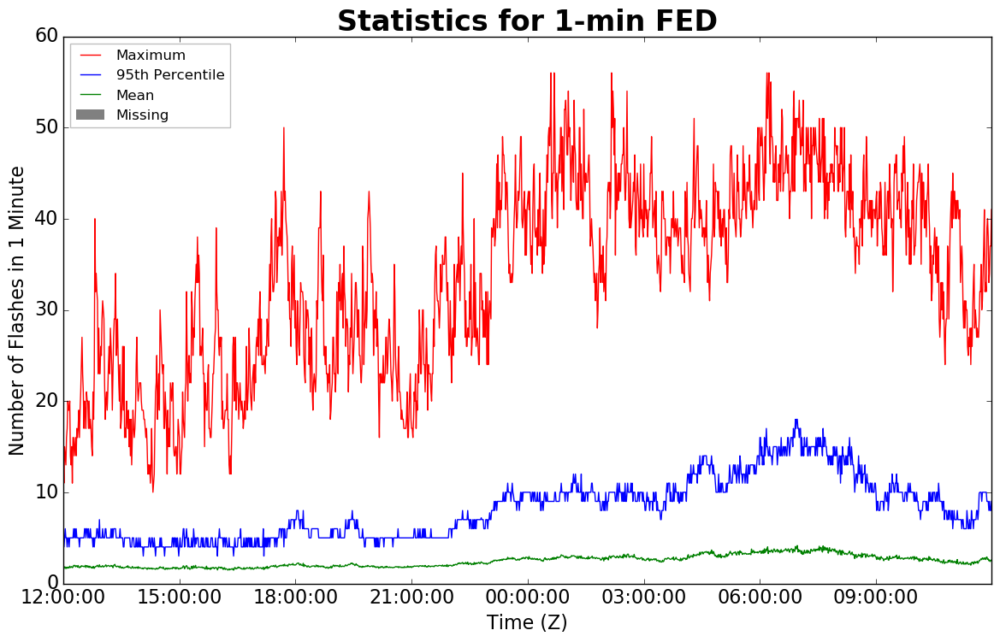 Statistics for 1-min FED
Number of Flashes in 1 Minute
60
50
40
30
20
10
0
Maximum
95th Percentile
Mean
Missing
12:00:00 15:00:00 18:00:00 21:00:00 00:00:00 03:00:00 06:00:00 09:00:00
Time (Z)